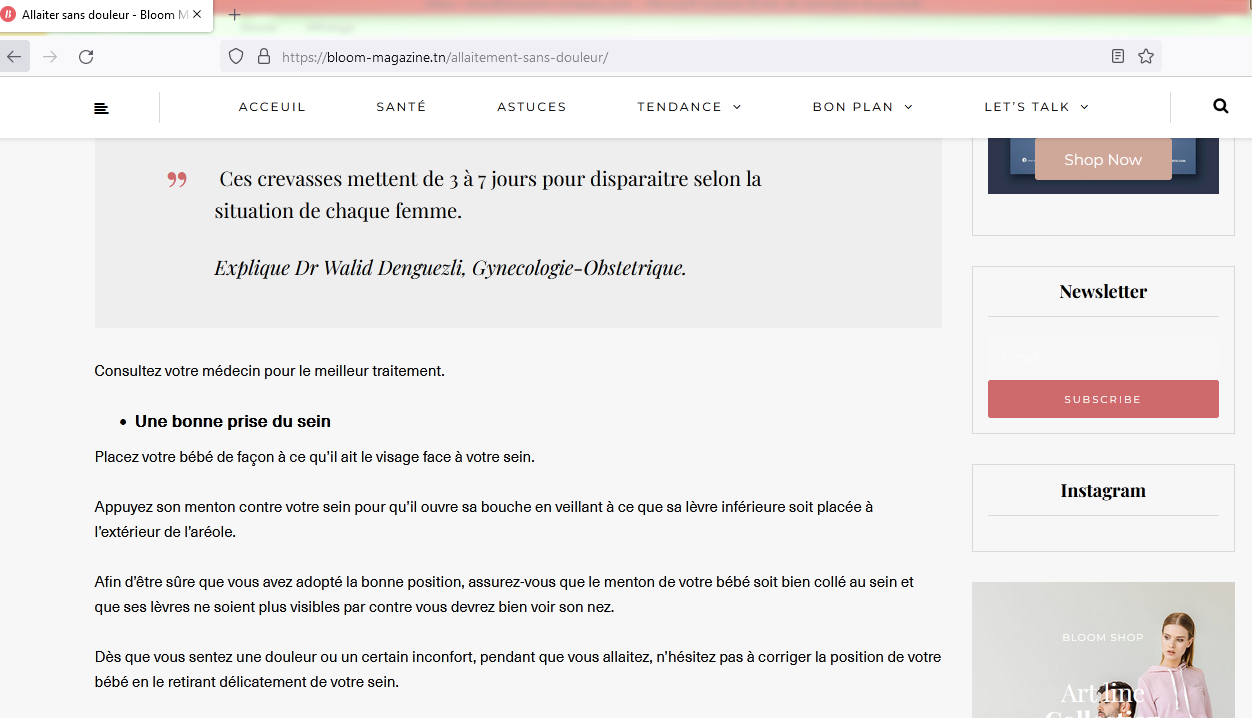 Allaiter sans douleur - Bloom M
https://bloom-magazine.tn/allaitement-sans-douleur/
ACCEUIL SANTÉ ASTUCES TENDANCE BON PLAN LET'S TALK
Ces crevasses mettent de 3 à 7 jours pour disparaitre selon la
situation de chaque femme.
Explique Dr Walid Denguezli, Gynecologie-Obstetrique.
Consultez votre médecin pour le meilleur traitement.
• Une bonne prise du sein
Placez votre bébé de façon à ce qu'il ait le visage face à votre sein.
Appuyez son menton contre votre sein pour qu'il ouvre sa bouche en veillant à ce que sa lèvre inférieure soit placée à
l'extérieur de l'aréole.
Afin d'être sûre que vous avez adopté la bonne position, assurez-vous que le menton de votre bébé soit bien collé au sein et
que ses lèvres ne soient plus visibles par contre vous devrez bien voir son nez.
Dès que vous sentez une douleur ou un certain inconfort, pendant que vous allaitez, n'hésitez pas à corriger la position de votre
bébé en le retirant délicatement de votre sein.
Shop Now
Newsletter
SUBSCRIBE
Instagram
BLOOM SHOP
Art line
Collection